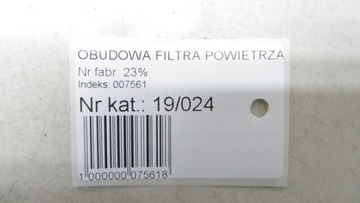 OBUDOWA FILTRA POWIETRZA
Nr fabr. 23%
Indeks: 007561
Nr kat.: 19/024
1 000000 075618